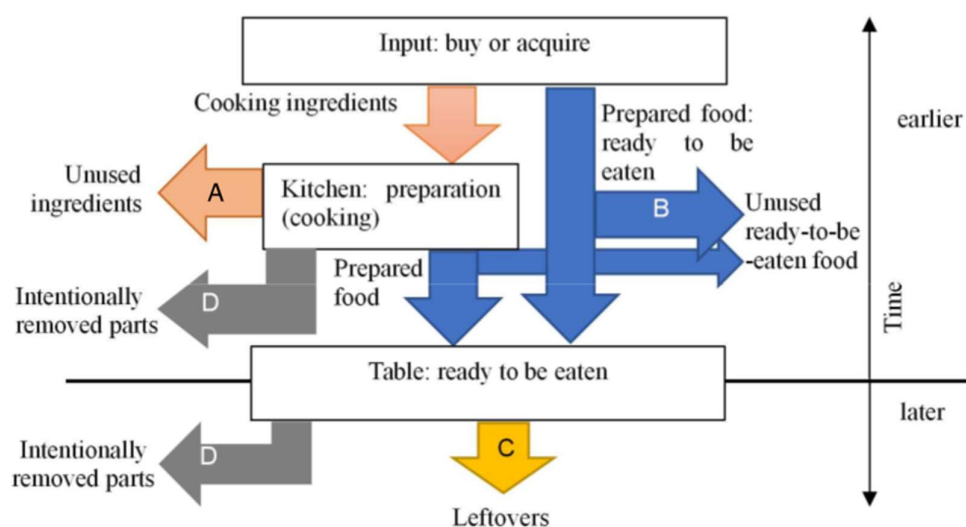 Input: buy or acquire
Cooking ingredients
Prepared food:
ready to be
eaten
earlier
Unused
ingredients
A
Kitchen: preparation
(cooking)
B
Unused
ready-to-be
-eaten food
Prepared
food
Intentionally
removed parts
D
Time
Table: ready to be eaten
later
Intentionally
removed parts
D
C
Leftovers